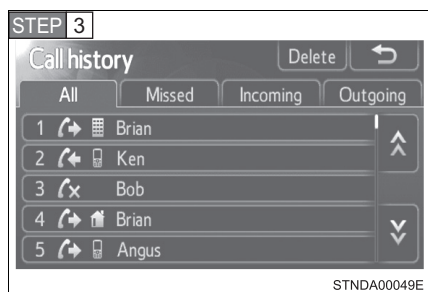 STEP 3
Call history Delete
All Missed Incoming Outgoing
1 Brian
2 Ken
3 Bob
4 Brian
5 Angus
STNDA00049E